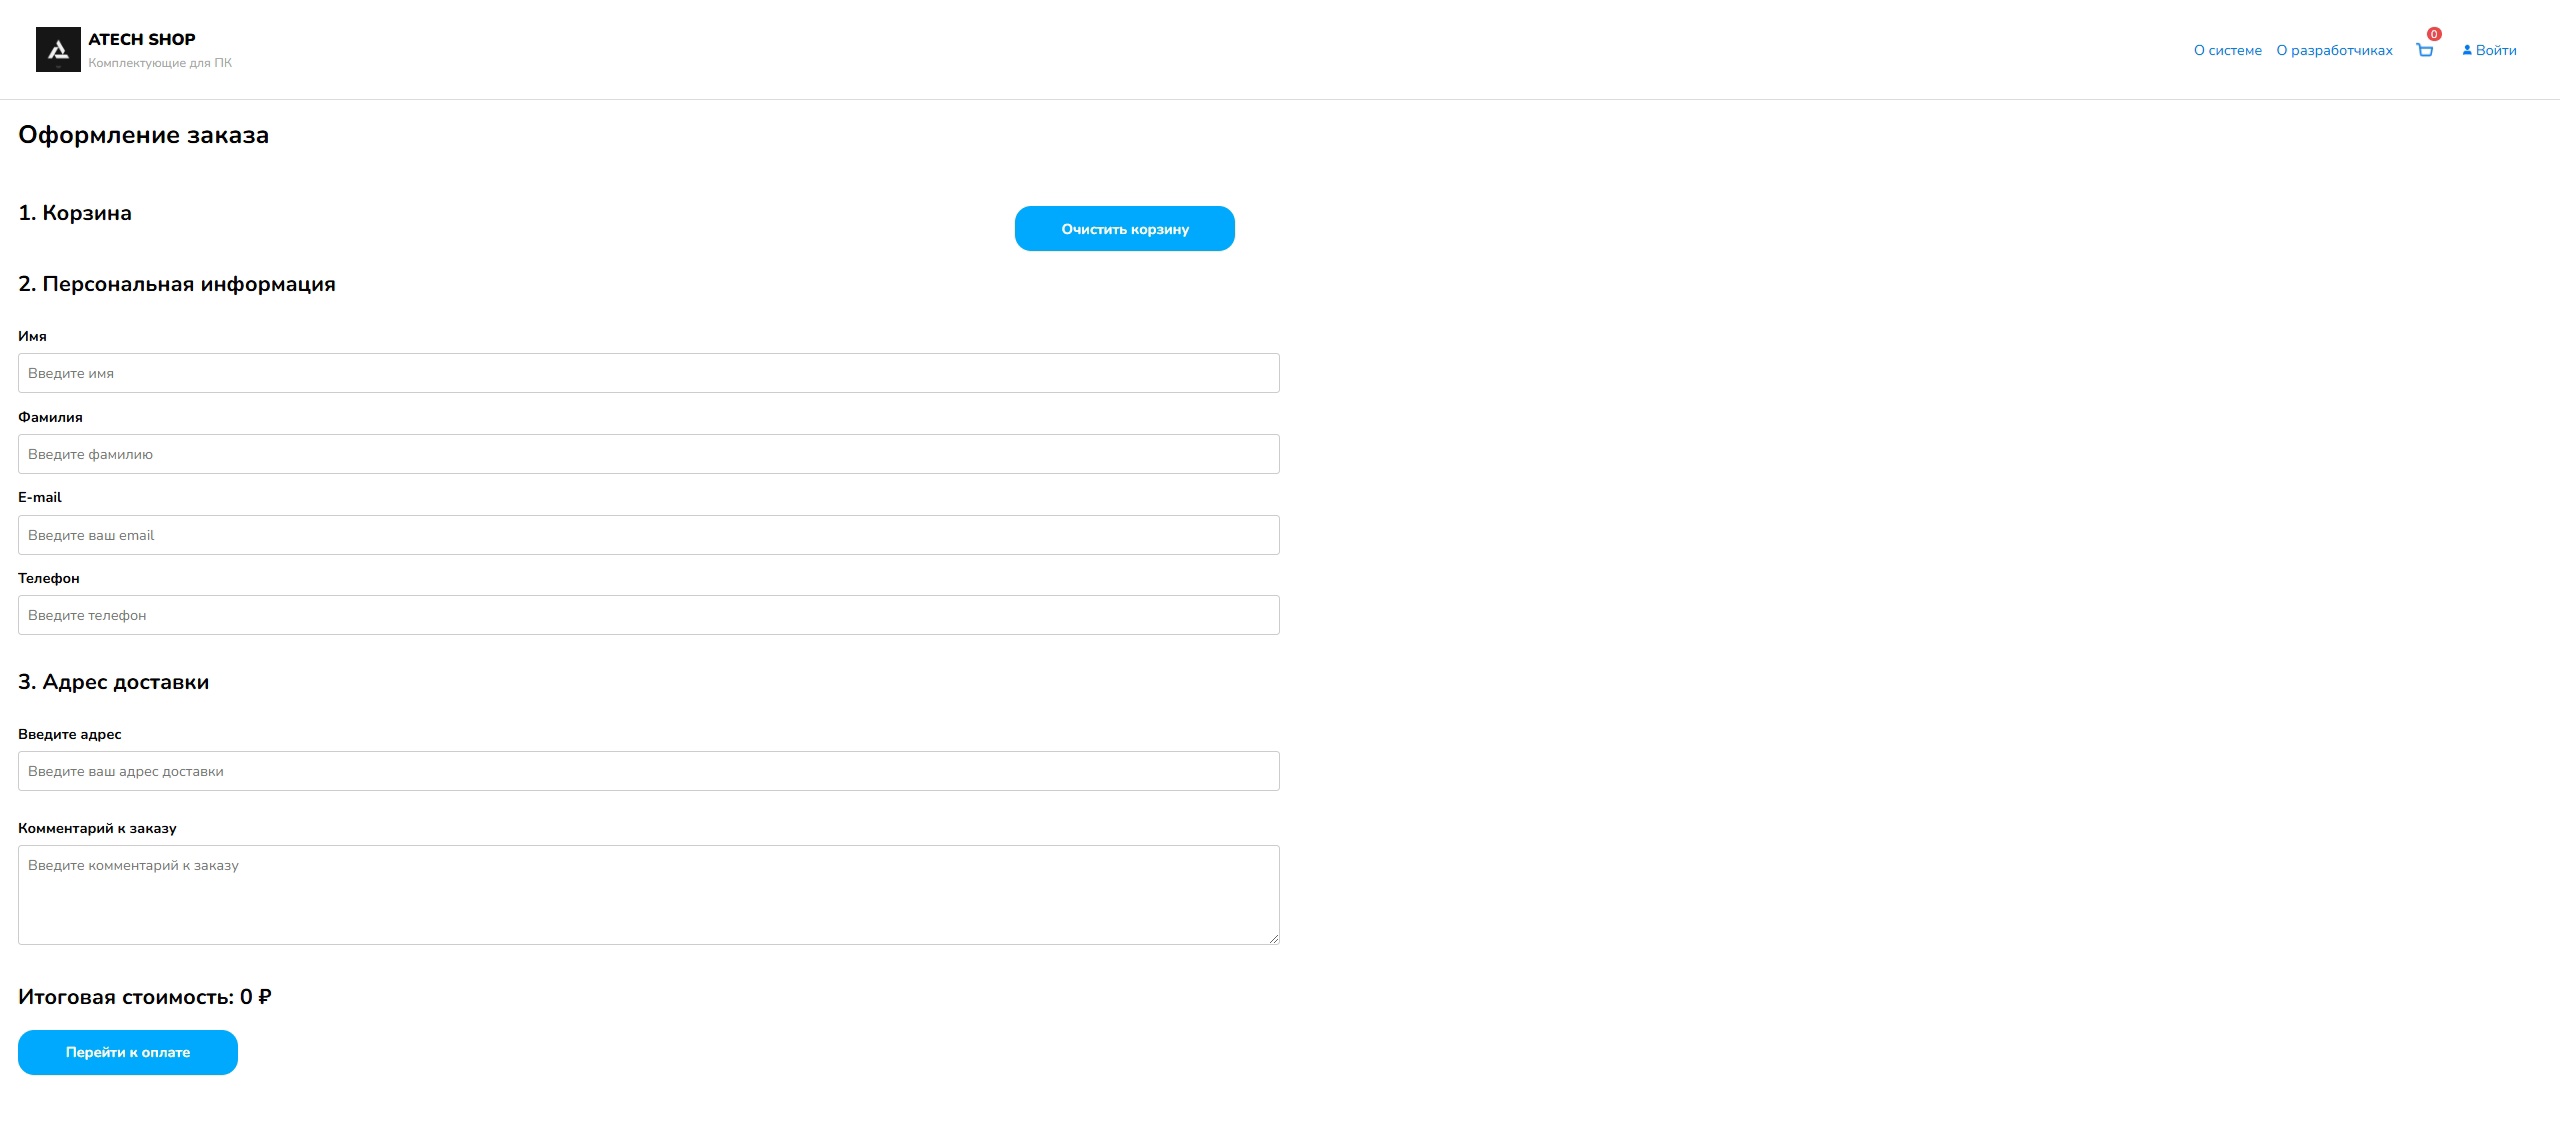 ATECH SHOP
Комплектующие для ПК
О системе
О разработчиках
0
Войти
Оформление заказа
1. Корзина
Очистить корзину
2. Персональная информация
Имя
Введите имя
Фамилия
Введите фамилию
E-mail
Введите ваш email
Телефон
Введите телефон
3. Адрес доставки
Введите адрес
Введите ваш адрес доставки
Комментарий к заказу
Введите комментарий к заказу
Итоговая стоимость: 0 ₽
Перейти к оплате